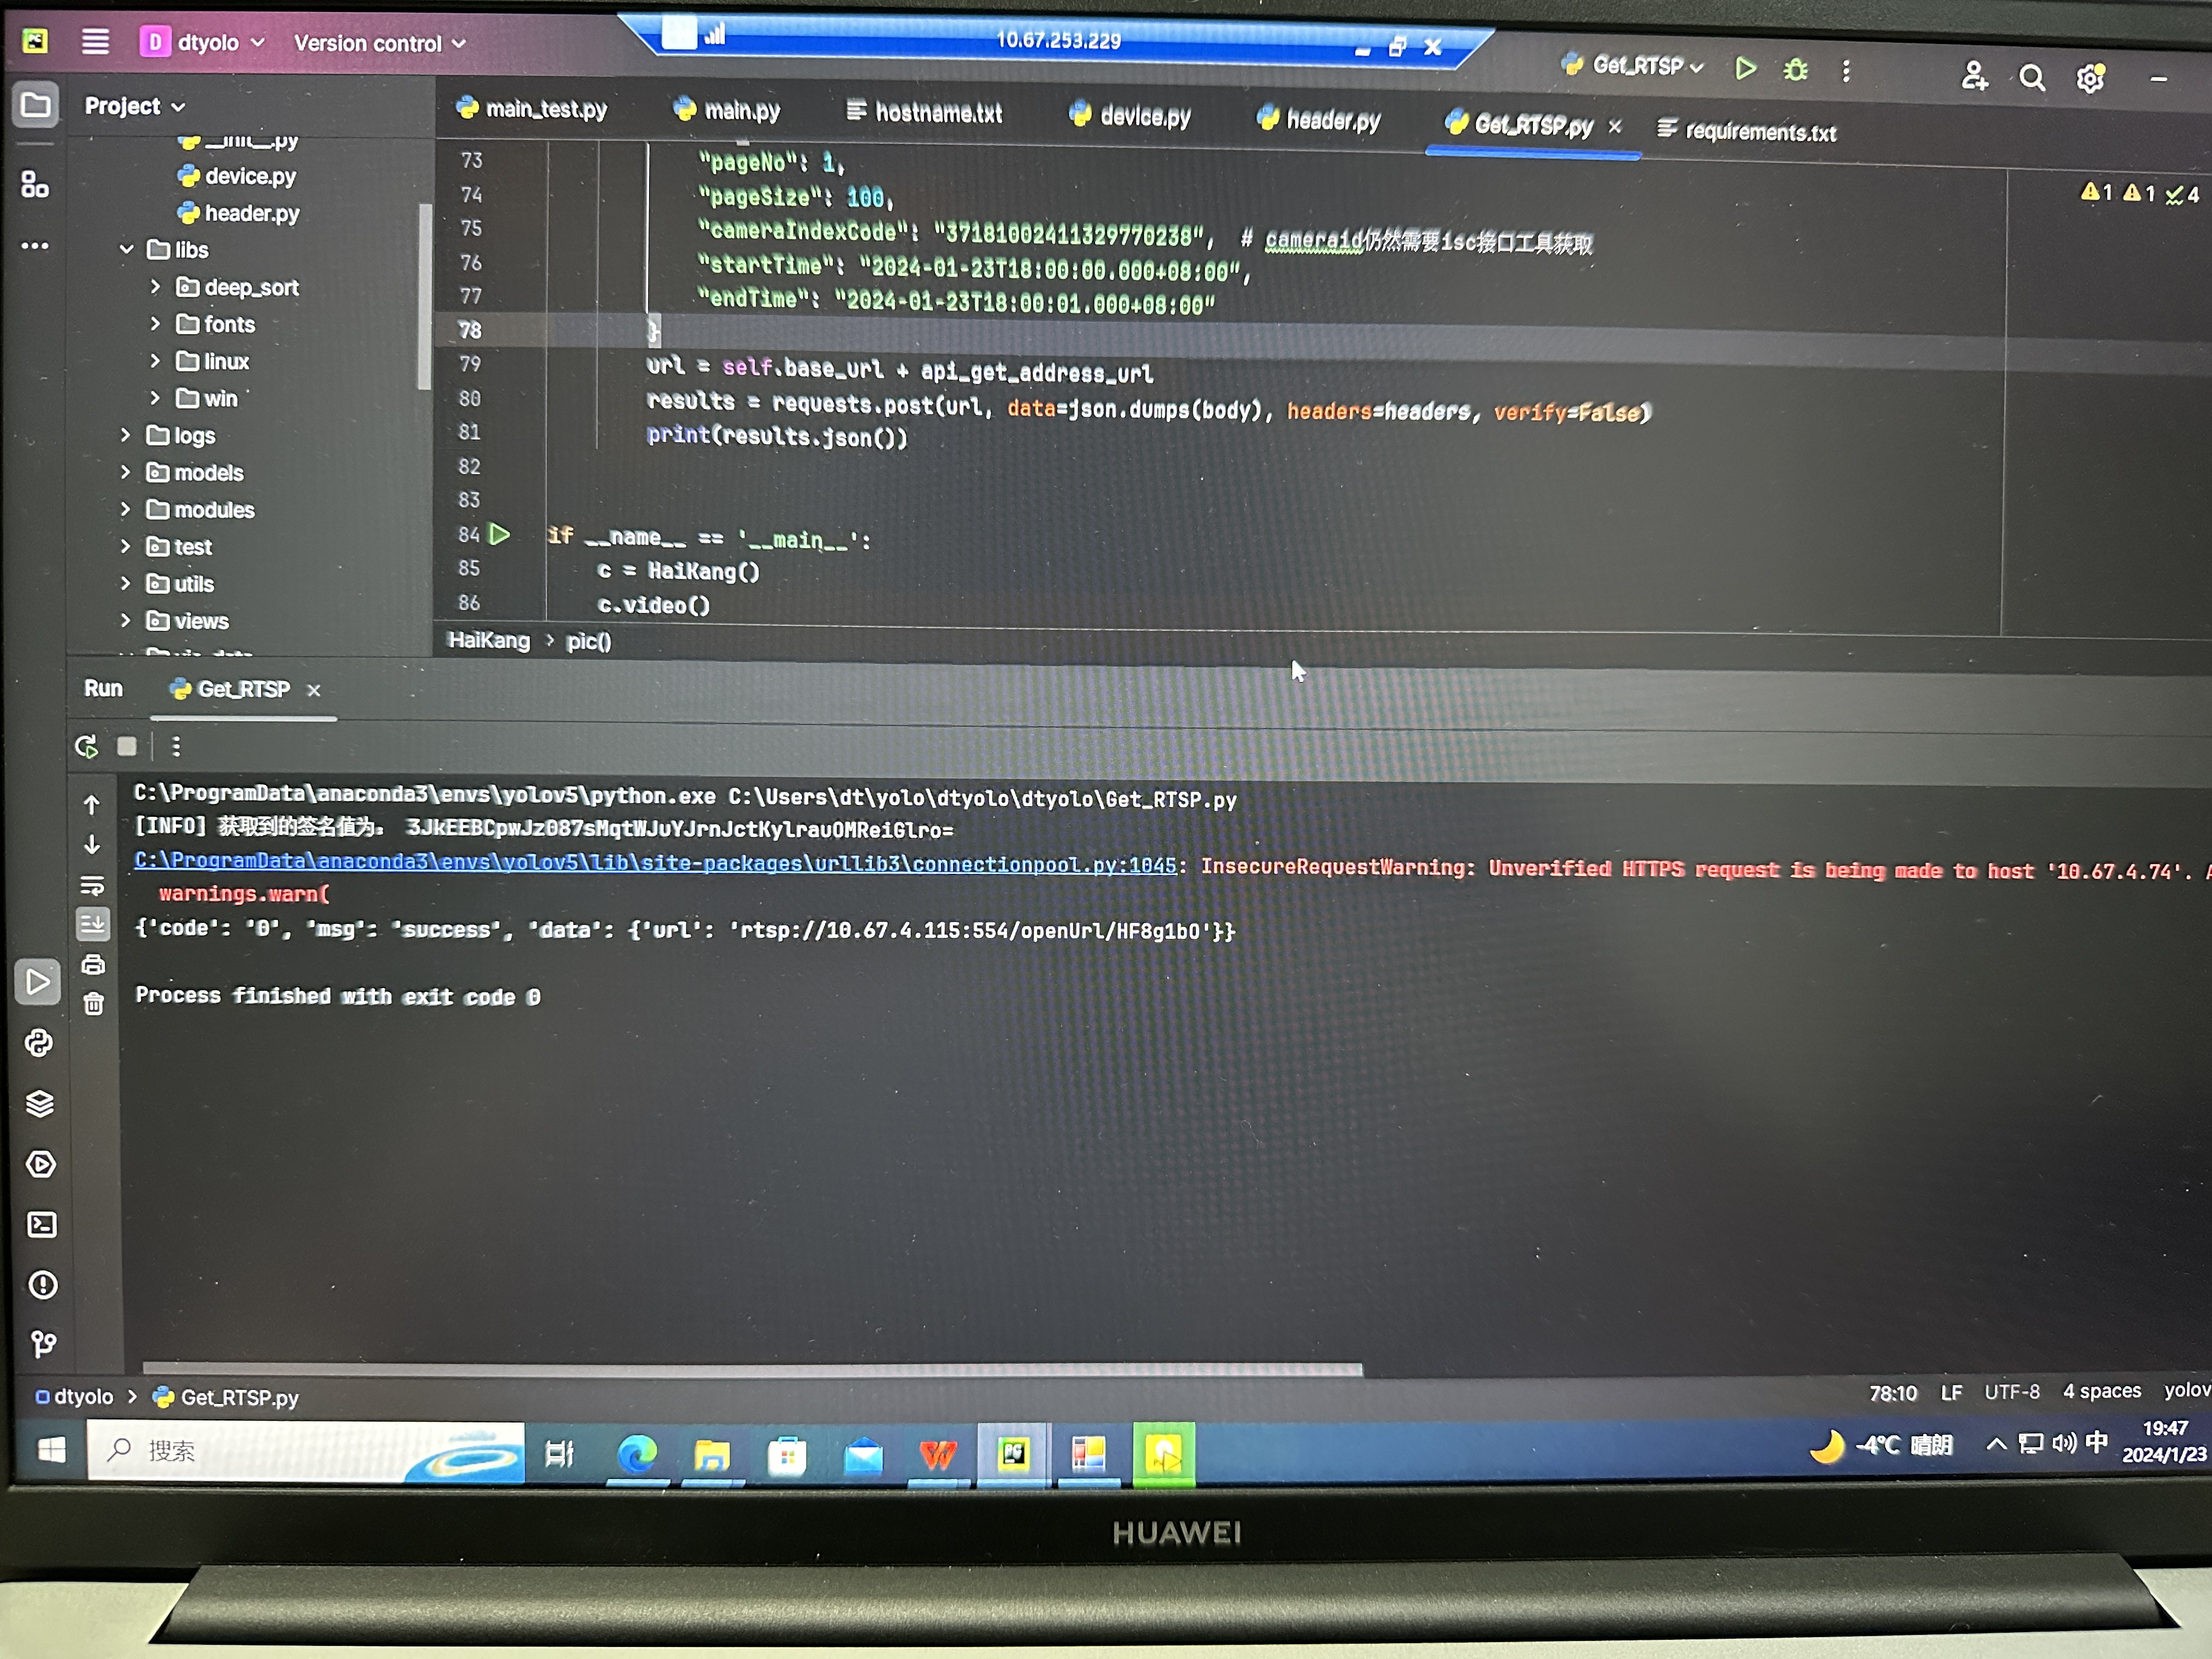 PC D dtyolo Version control 10.67.253.229 Get_RTSP
Project main_test.py main.py hostname.txt device.py header.py Get_RTSP.py requirements.txt
__init__.py
device.py
header.py
libs
deep_sort
fonts
linux
win
logs
models
modules
test
utils
views
1 1 4
73 "pageNo": 1,
74 "pageSize": 100,
75 "cameraIndexCode": "37181002411329770238", # cameraid仍然需要isc接口工具获取
76 "startTime": "2024-01-23T18:00:00.000+08:00",
77 "endTime": "2024-01-23T18:00:01.000+08:00"
78 }
79 url = self.base_url + api_get_address_url
80 results = requests.post(url, data=json.dumps(body), headers=headers, verify=False)
81 print(results.json())
82
83
84 if __name__ == '__main__':
85 c = HaiKang()
86 c.video()
HaiKang > pic()
Run Get_RTSP
C:\ProgramData\anaconda3\envs\yolov5\python.exe C:\Users\dt\yolo\dtyolo\dtyolo\Get_RTSP.py
[INFO] 获取到的签名值为。 3JkEEBCpwJz087sMqtWJuYJrnJctKylrauOMReiGlro=
C:\ProgramData\anaconda3\envs\yolov5\lib\site-packages\urllib3\connectionpool.py:1045: InsecureRequestWarning: Unverified HTTPS request is being made to host '10.67.4.74'. A
warnings.warn(
{'code': '0', 'msg': 'success', 'data': {'url': 'rtsp://10.67.4.115:554/openUrl/HF8g1bO'}}
Process finished with exit code 0
dtyolo > Get_RTSP.py 78:10 LF UTF-8 4 spaces yolov
搜索 PC -4℃ 晴朗 中 19:47
2024/1/23
HUAWEI